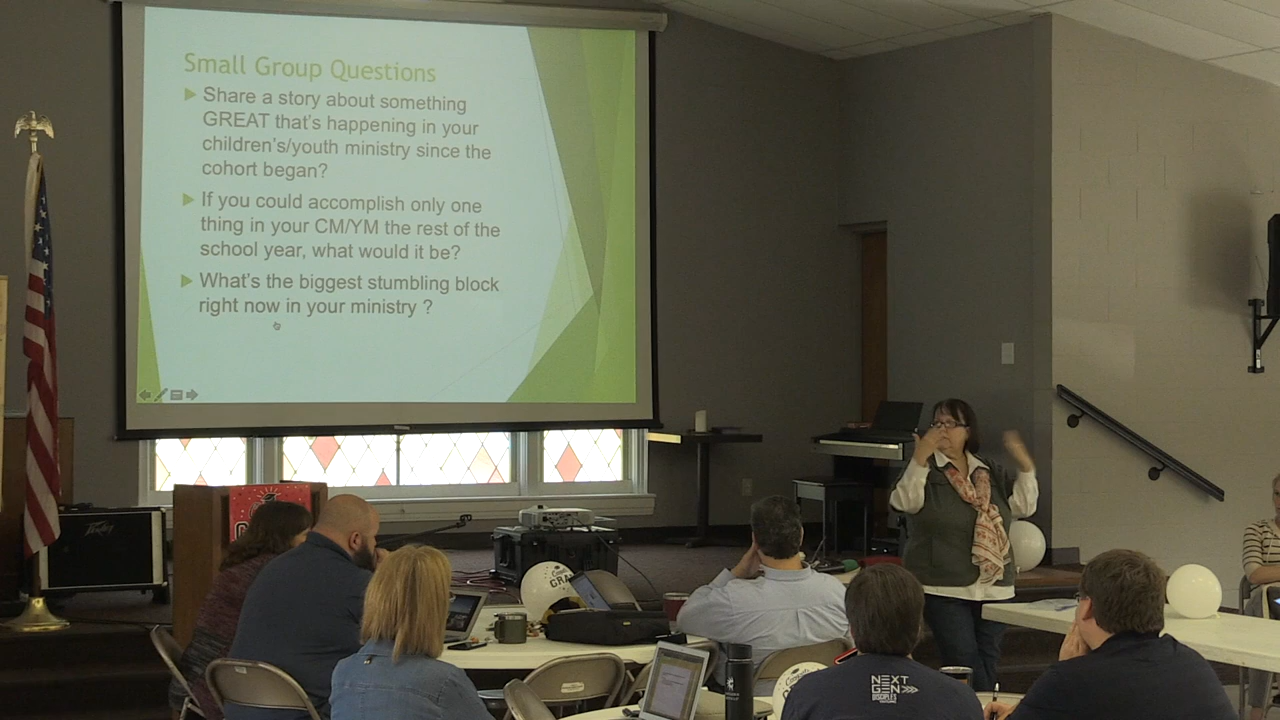 Small Group Questions
Share a story about something
GREAT that's happening in your
children's/youth ministry since the
cohort began?
If you could accomplish only one
thing in your CM/YM the rest of the
school year, what would it be?
What's the biggest stumbling block
right now in your ministry ?
PEAVEY
NEXT
GEN
DISCIPLES